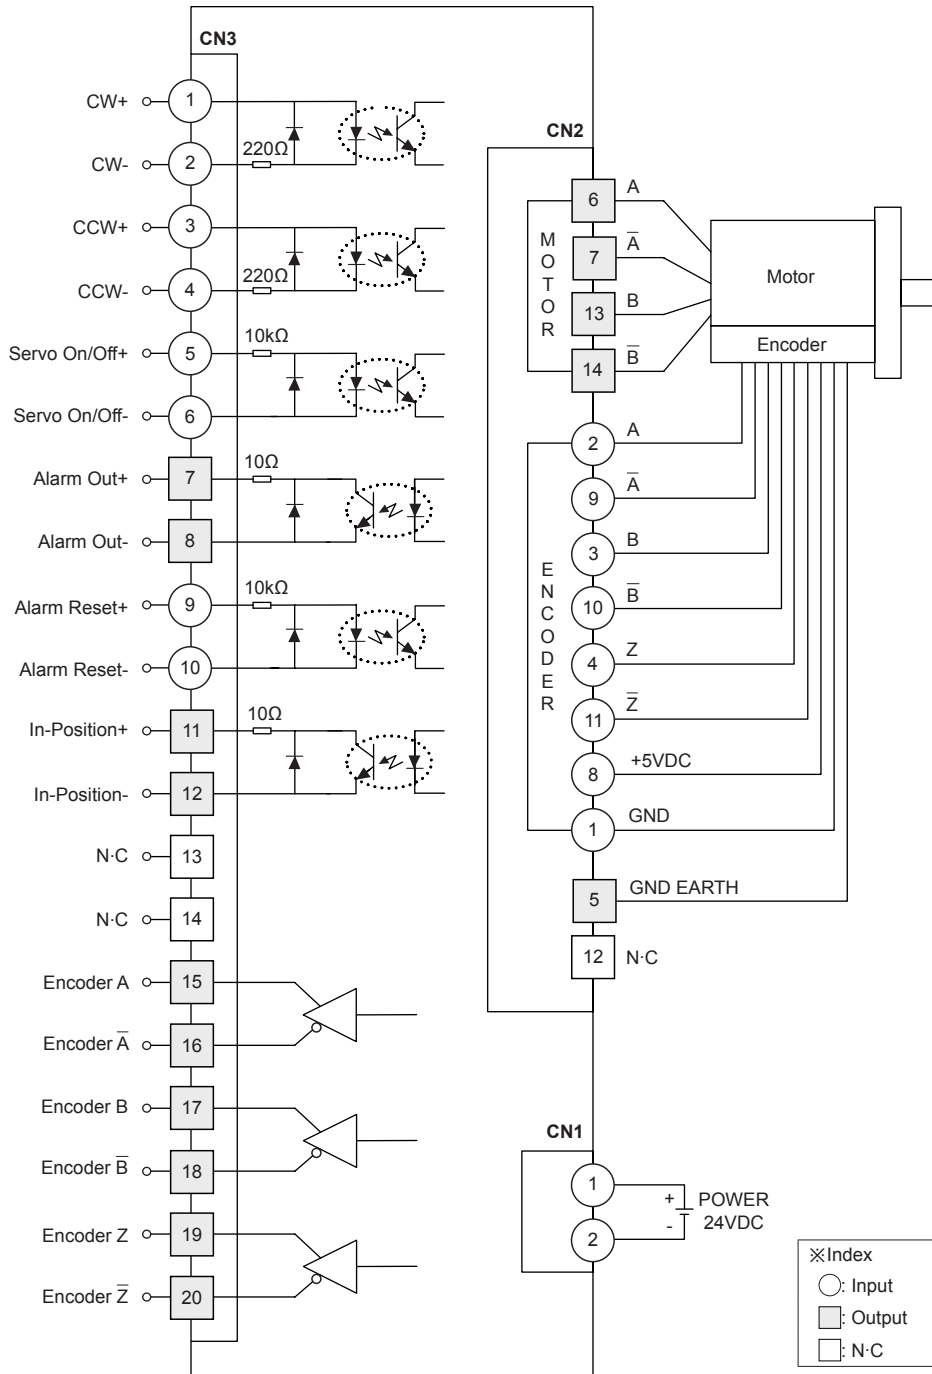 CN3
CW+ 1
220Ω
CW- 2
CCW+ 3
220Ω
CCW- 4
10kΩ
Servo On/Off+ 5
Servo On/Off- 6
10Ω
Alarm Out+ 7
Alarm Out- 8
10kΩ
Alarm Reset+ 9
Alarm Reset- 10
10Ω
In-Position+ 11
In-Position- 12
N·C 13
N·C 14
Encoder A 15
Encoder A̅ 16
Encoder B 17
Encoder B̅ 18
Encoder Z 19
Encoder Z̅ 20
CN2
MOTOR
6 A
7 A̅
13 B
14 B̅
Motor
Encoder
ENCODER
2 A
9 A̅
3 B
10 B̅
4 Z
11 Z̅
8 +5VDC
1 GND
5 GND EARTH
12 N·C
CN1
1
2
+
-
POWER
24VDC
※Index
: Input
: Output
: N·C